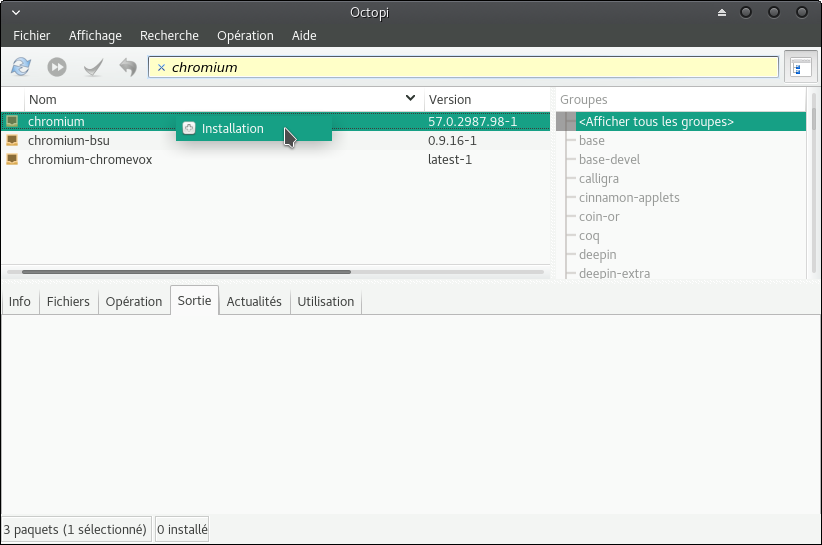 Octopi
Fichier Affichage Recherche Opération Aide
chromium
Nom Version Groupes
chromium 57.0.2987.98-1 <Afficher tous les groupes>
Installation
chromium-bsu 0.9.16-1 base
chromium-chromevox latest-1 base-devel
calligra
cinnamon-applets
coin-or
coq
deepin
deepin-extra
Info Fichiers Opération Sortie Actualités Utilisation
3 paquets (1 sélectionné) 0 installé